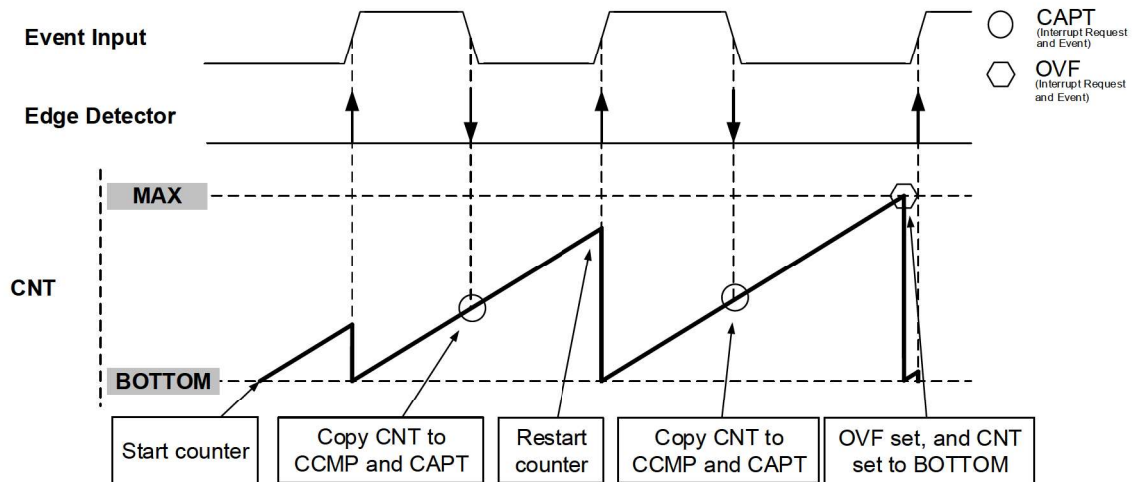 Event Input
CAPT
(Interrupt Request
and Event)
OVF
(Interrupt Request
and Event)
Edge Detector
MAX
CNT
BOTTOM
Start counter
Copy CNT to
CCMP and CAPT
Restart
counter
Copy CNT to
CCMP and CAPT
OVF set, and CNT
set to BOTTOM